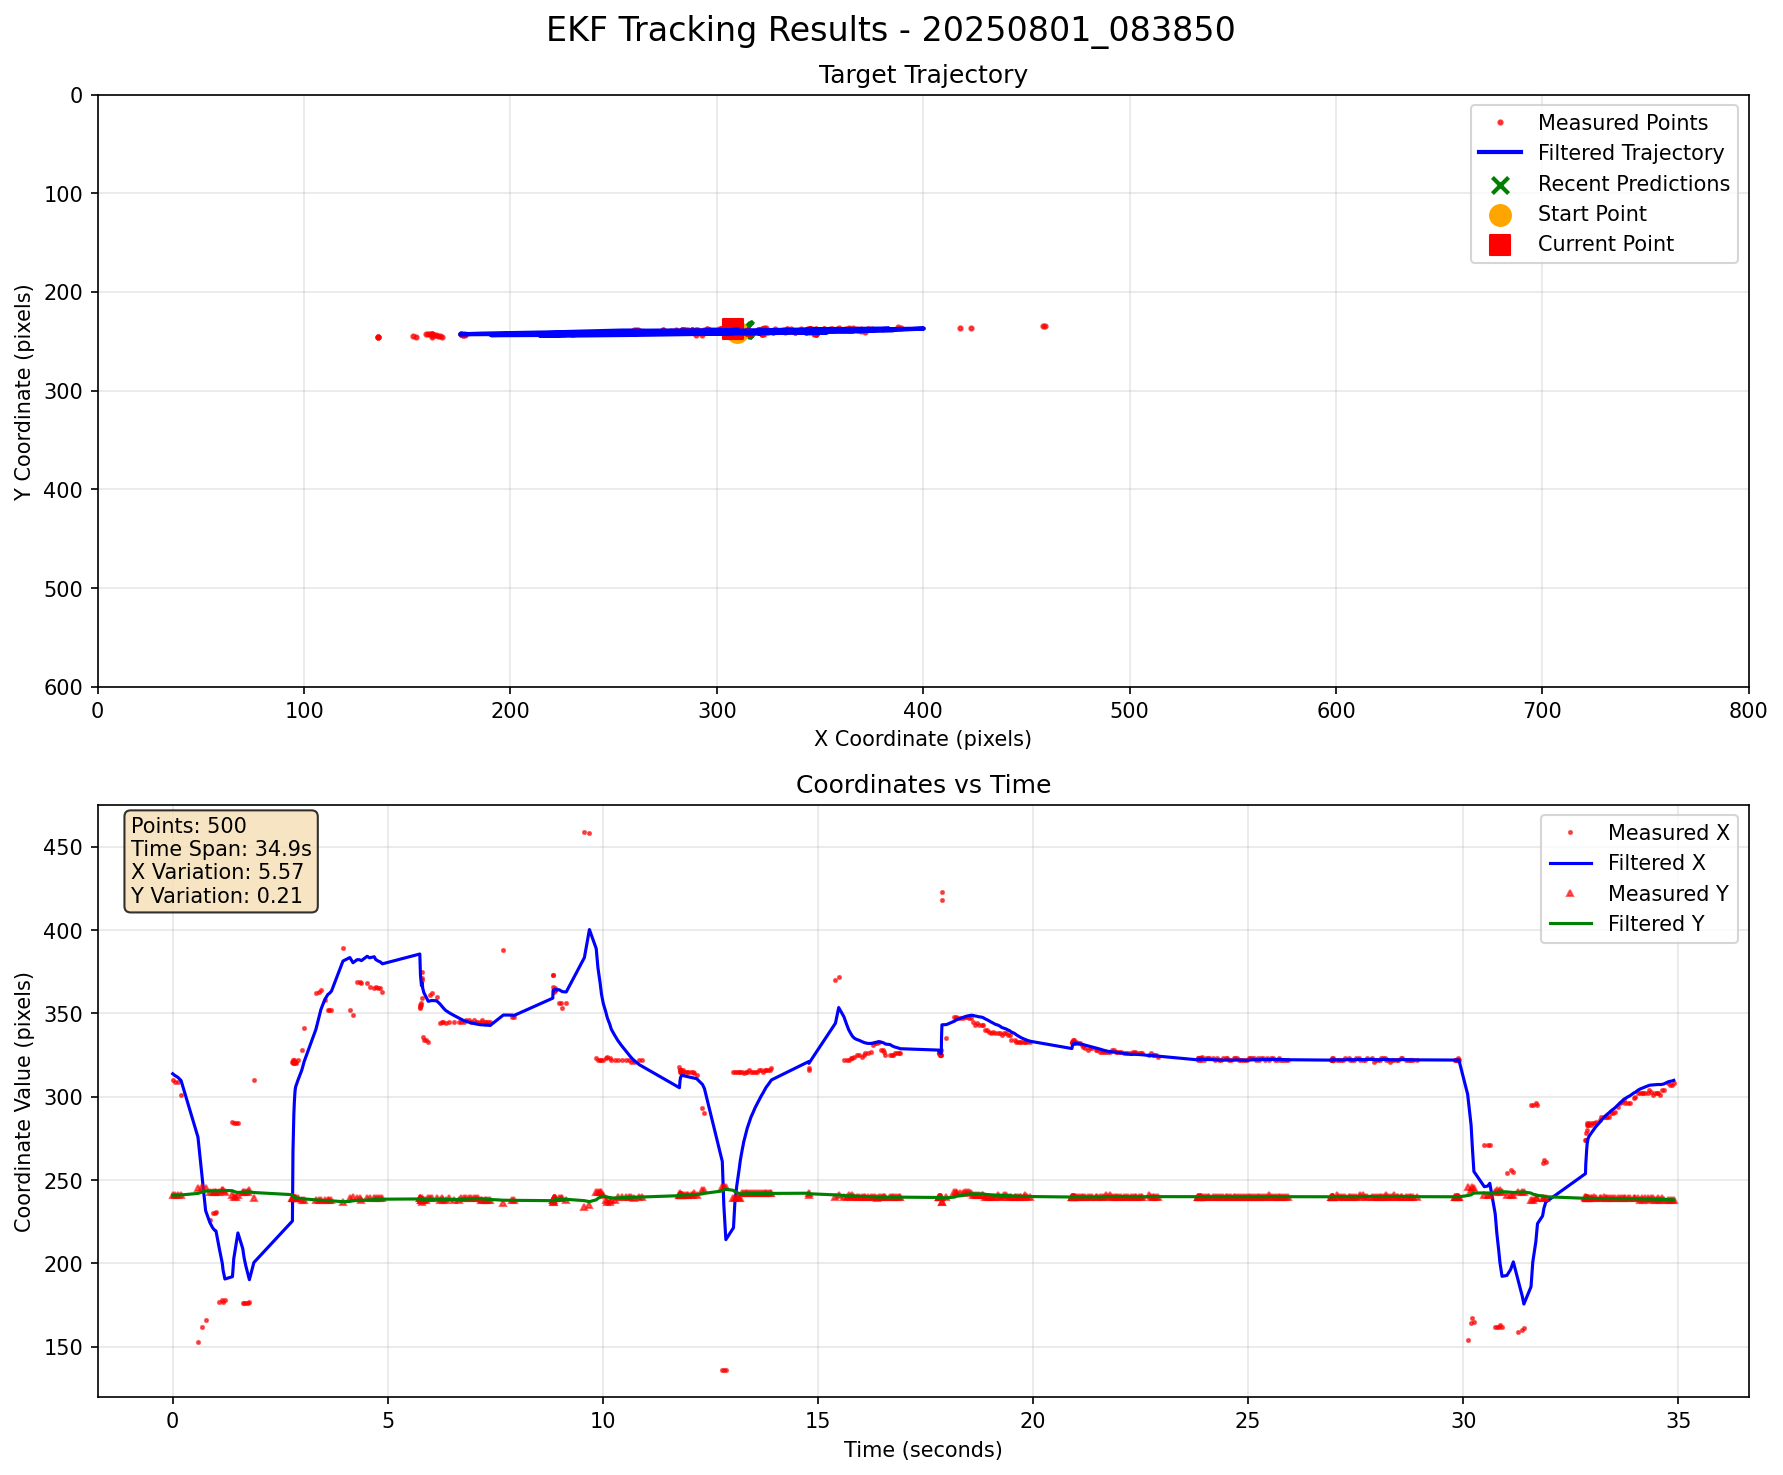 EKF Tracking Results - 20250801_083850
Target Trajectory
0
100
200
300
400
500
600
Y Coordinate (pixels)
Measured Points
Filtered Trajectory
Recent Predictions
Start Point
Current Point
0 100 200 300 400 500 600 700 800
X Coordinate (pixels)
Coordinates vs Time
450
400
350
300
250
200
150
Coordinate Value (pixels)
Points: 500
Time Span: 34.9s
X Variation: 5.57
Y Variation: 0.21
Measured X
Filtered X
Measured Y
Filtered Y
0 5 10 15 20 25 30 35
Time (seconds)